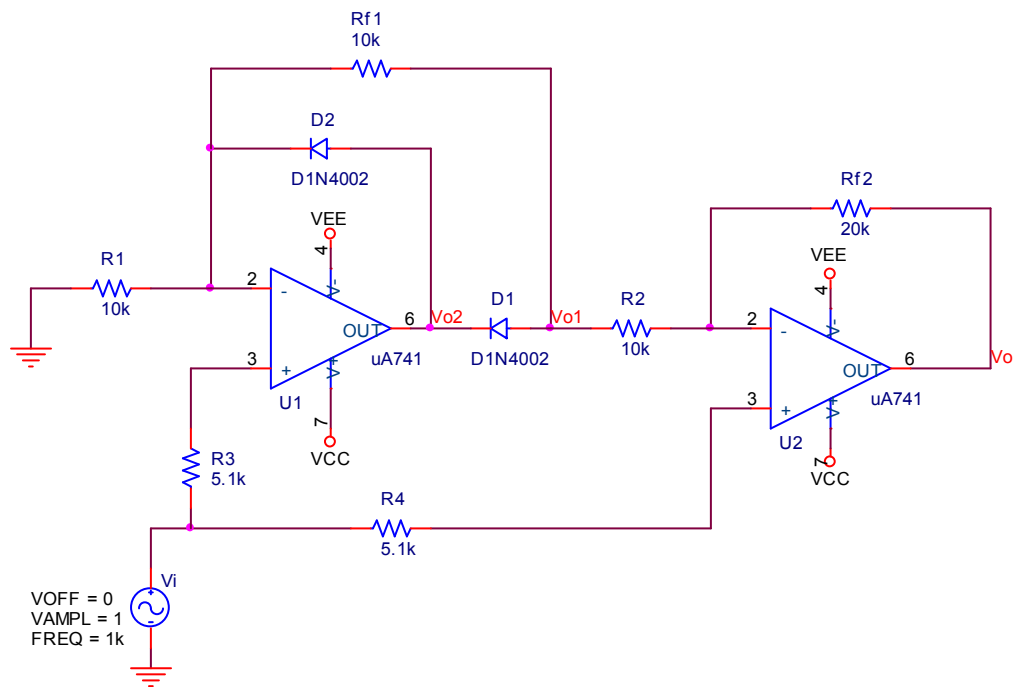 Rf1
10k
D2
D1N4002
Rf2
20k
VEE
4
VEE
4
R1
10k
2
-
V-
OUT
6
Vo2
D1
Vo1
D1N4002
R2
10k
2
-
V-
OUT
6
Vo
uA741
3
+
V+
U1
7
VCC
uA741
3
+
V+
U2
7
VCC
R3
5.1k
R4
5.1k
Vi
+
-
VOFF = 0
VAMPL = 1
FREQ = 1k